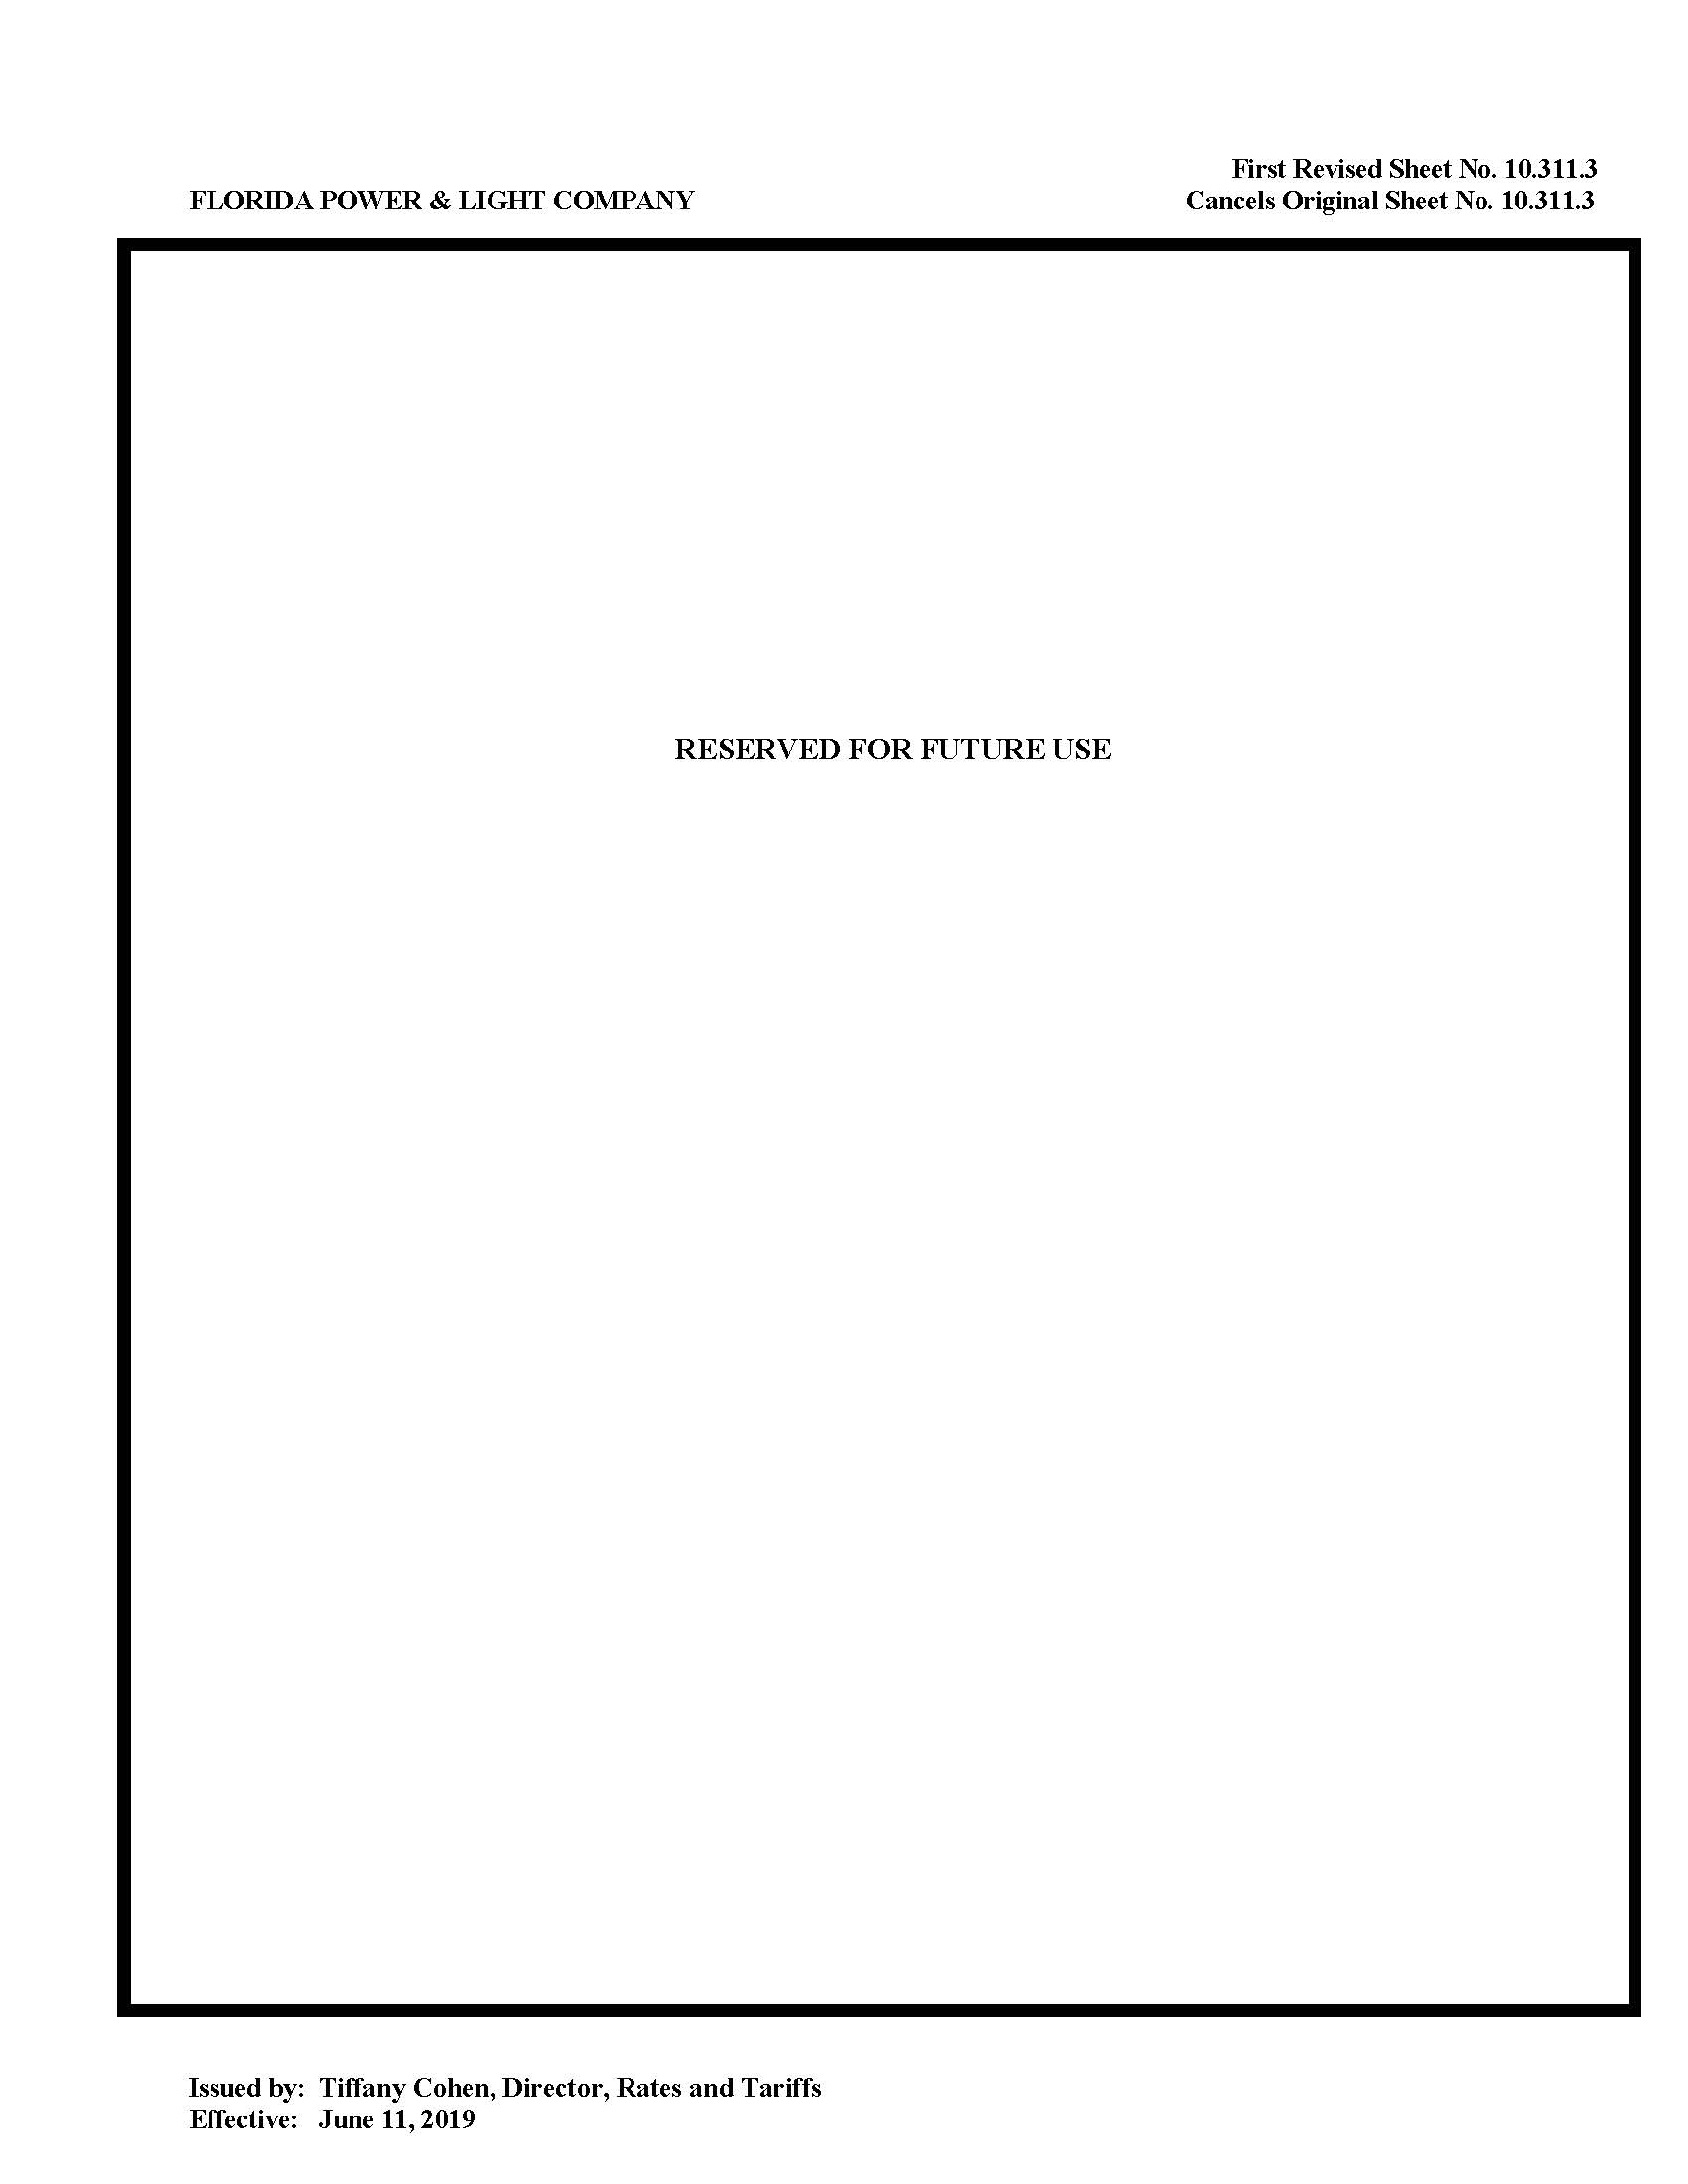 First Revised Sheet No. 10.311.3
FLORIDA POWER & LIGHT COMPANY Cancels Original Sheet No. 10.311.3
RESERVED FOR FUTURE USE
Issued by: Tiffany Cohen, Director, Rates and Tariffs
Effective: June 11, 2019